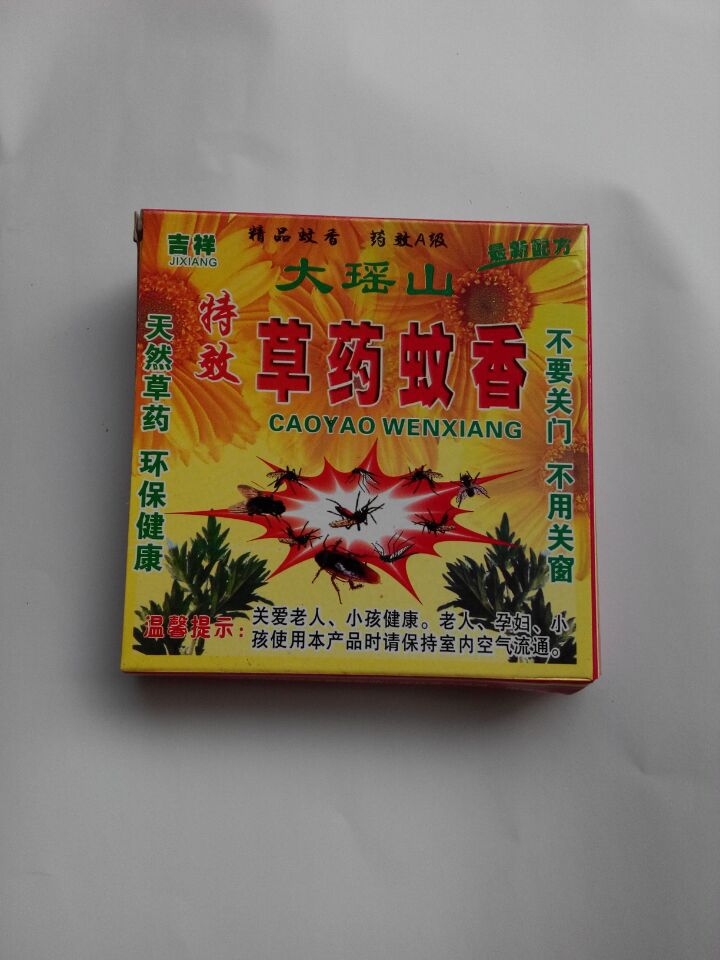 精品蚊香 药效A级
吉祥
JIXIANG
最新配方
大瑶山
特效
草药蚊香
CAOYAO WENXIANG
天然草药 环保健康
不要关门 不用关窗
温馨提示：关爱老人、小孩健康。老人、孕妇、小
孩使用本产品时请保持室内空气流通。